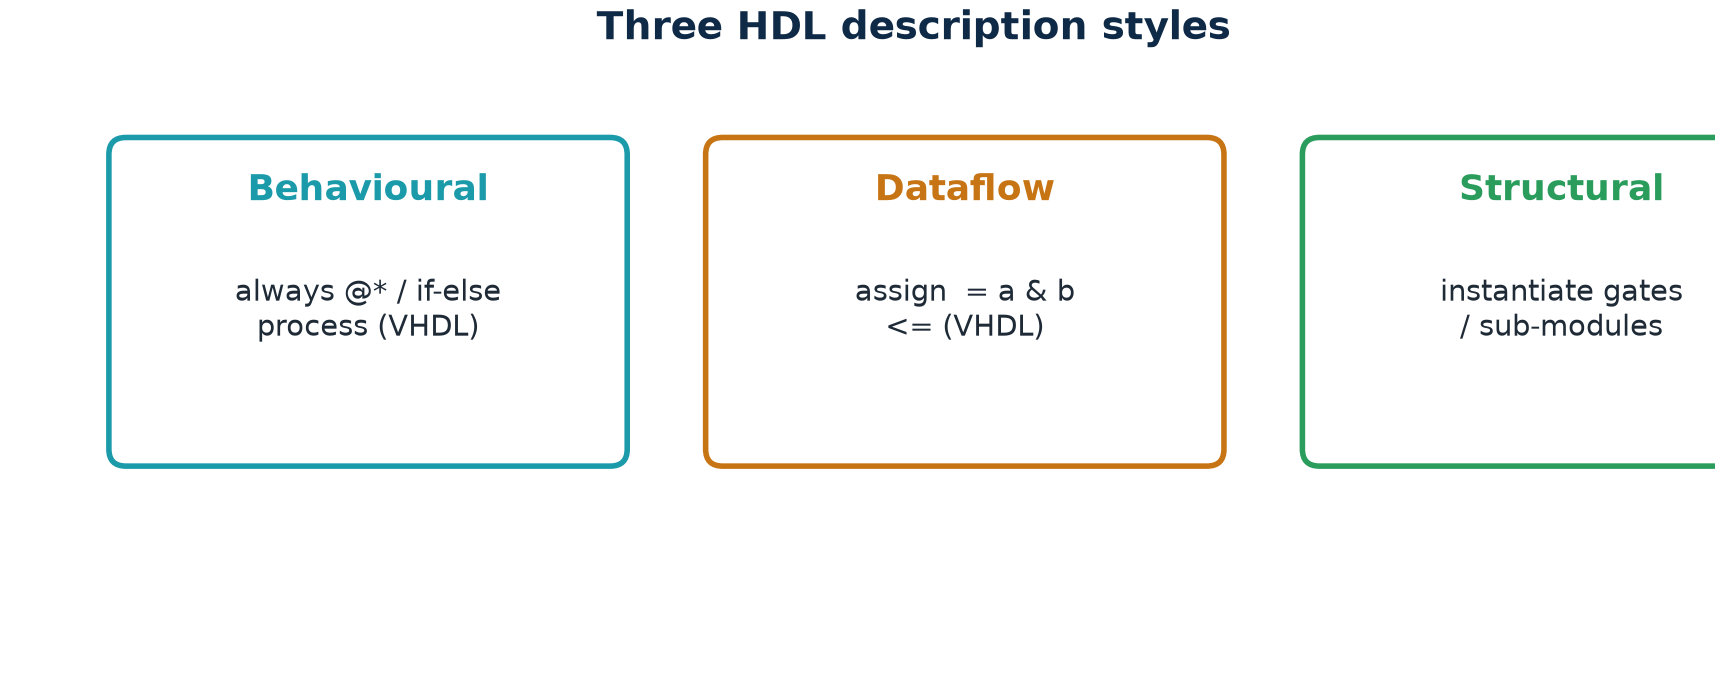 Three HDL description styles
Behavioural
always @* / if-else
process (VHDL)
Dataflow
assign  = a & b
<= (VHDL)
Structural
instantiate gates
/ sub-modules